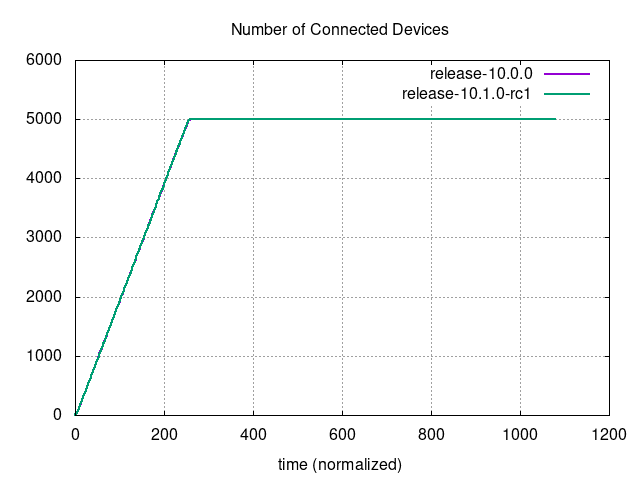 Number of Connected Devices
6000
5000
4000
3000
2000
1000
0
release-10.0.0
release-10.1.0-rc1
0 200 400 600 800 1000 1200
time (normalized)